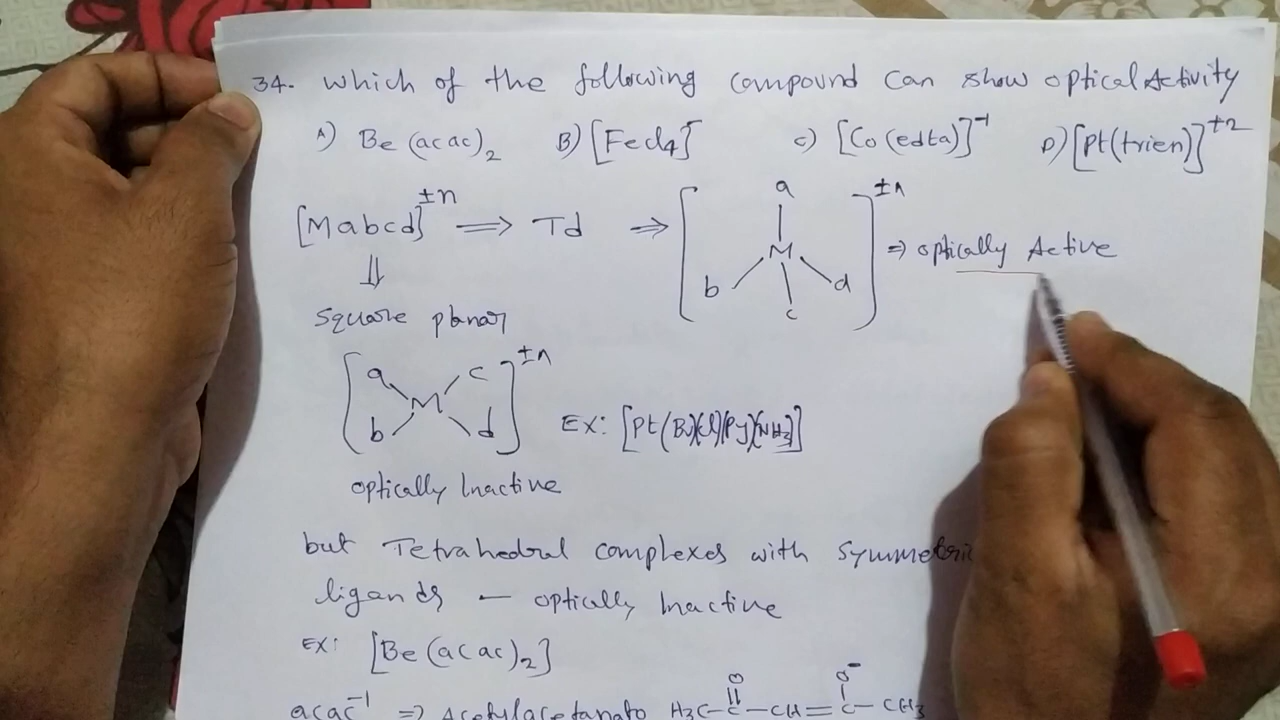 34. Which of the following compound can show optical Activity
A) Be(acac)₂ B) [FeCl₄]⁻ C) [Co(edta)]⁻¹ D) [Pt(trien)]⁺²
[Mabcd]±n ⇒ Td ⇒ [M a b c d]±n ⇒ optically Active
⇓
Square planar
[M a b c d]±n
EX: [Pt(Br)(Cl)(Py)(NH₃)]
optically Inactive
but Tetrahedral complexes with
ligands — optically Inactive
EX: [Be(acac)₂]
acac⁻¹ ⇒ Acetylacetanato H₃C–C(=O)–CH=C(–O⁻)–CH₃